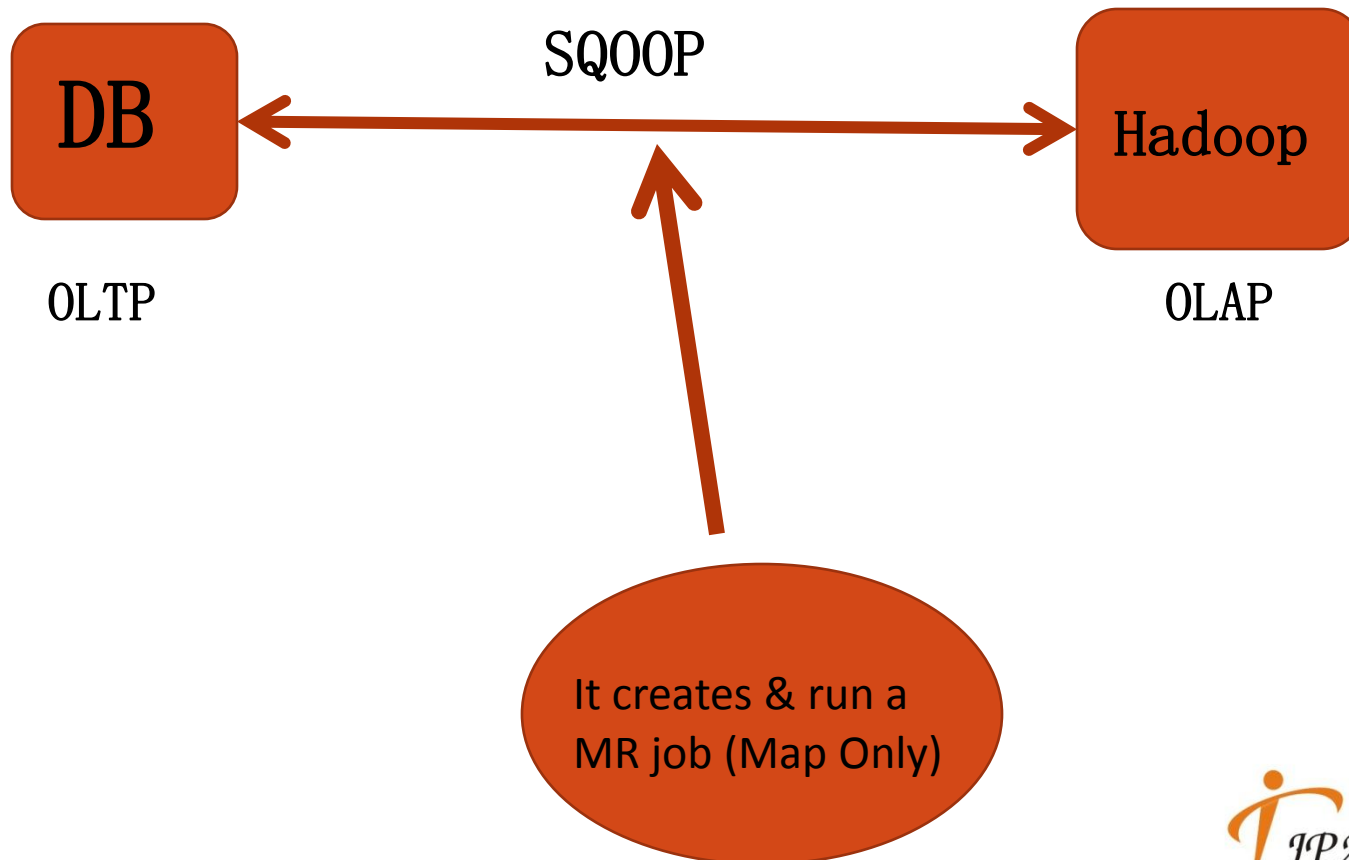 SQOOP
DB
Hadoop
OLTP
OLAP
It creates & run a
MR job (Map Only)